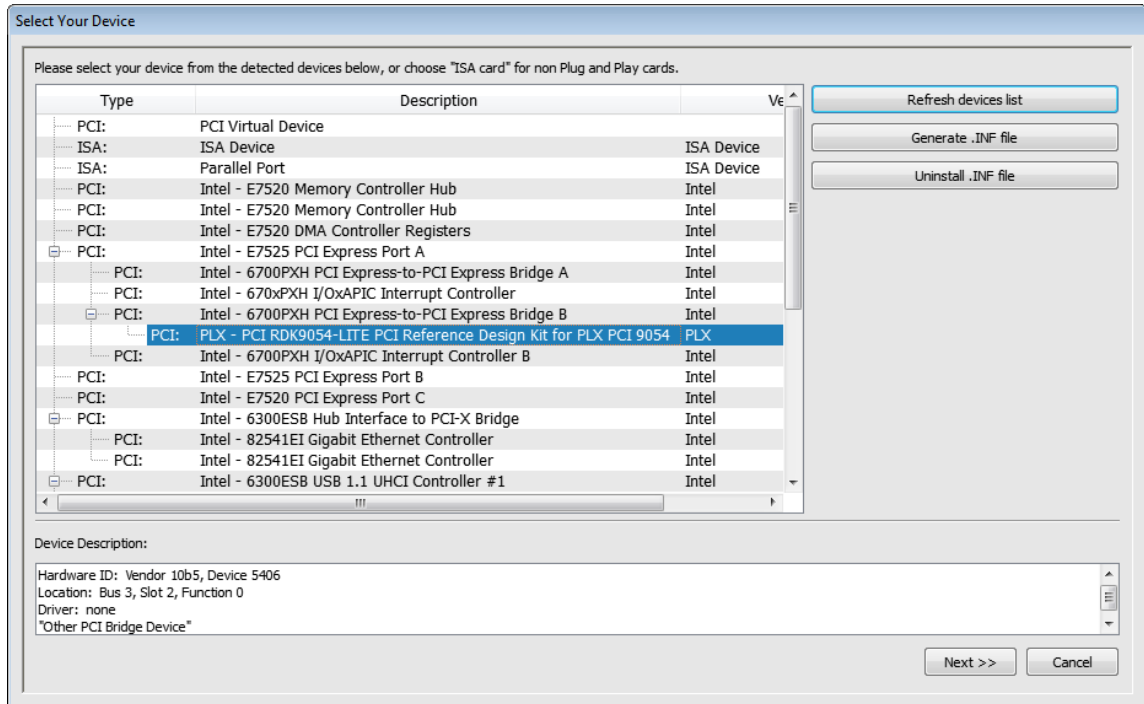 Select Your Device
Please select your device from the detected devices below, or choose "ISA card" for non Plug and Play cards.
Type Description Ve
PCI: PCI Virtual Device
ISA: ISA Device ISA Device
ISA: Parallel Port ISA Device
PCI: Intel - E7520 Memory Controller Hub Intel
PCI: Intel - E7520 Memory Controller Hub Intel
PCI: Intel - E7520 DMA Controller Registers Intel
PCI: Intel - E7525 PCI Express Port A Intel
PCI: Intel - 6700PXH PCI Express-to-PCI Express Bridge A Intel
PCI: Intel - 670xPXH I/OxAPIC Interrupt Controller Intel
PCI: Intel - 6700PXH PCI Express-to-PCI Express Bridge B Intel
PCI: PLX - PCI RDK9054-LITE PCI Reference Design Kit for PLX PCI 9054 PLX
PCI: Intel - 6700PXH I/OxAPIC Interrupt Controller B Intel
PCI: Intel - E7525 PCI Express Port B Intel
PCI: Intel - E7520 PCI Express Port C Intel
PCI: Intel - 6300ESB Hub Interface to PCI-X Bridge Intel
PCI: Intel - 82541EI Gigabit Ethernet Controller Intel
PCI: Intel - 82541EI Gigabit Ethernet Controller Intel
PCI: Intel - 6300ESB USB 1.1 UHCI Controller #1 Intel
Refresh devices list
Generate .INF file
Uninstall .INF file
Device Description:
Hardware ID: Vendor 10b5, Device 5406
Location: Bus 3, Slot 2, Function 0
Driver: none
"Other PCI Bridge Device"
Next >> Cancel